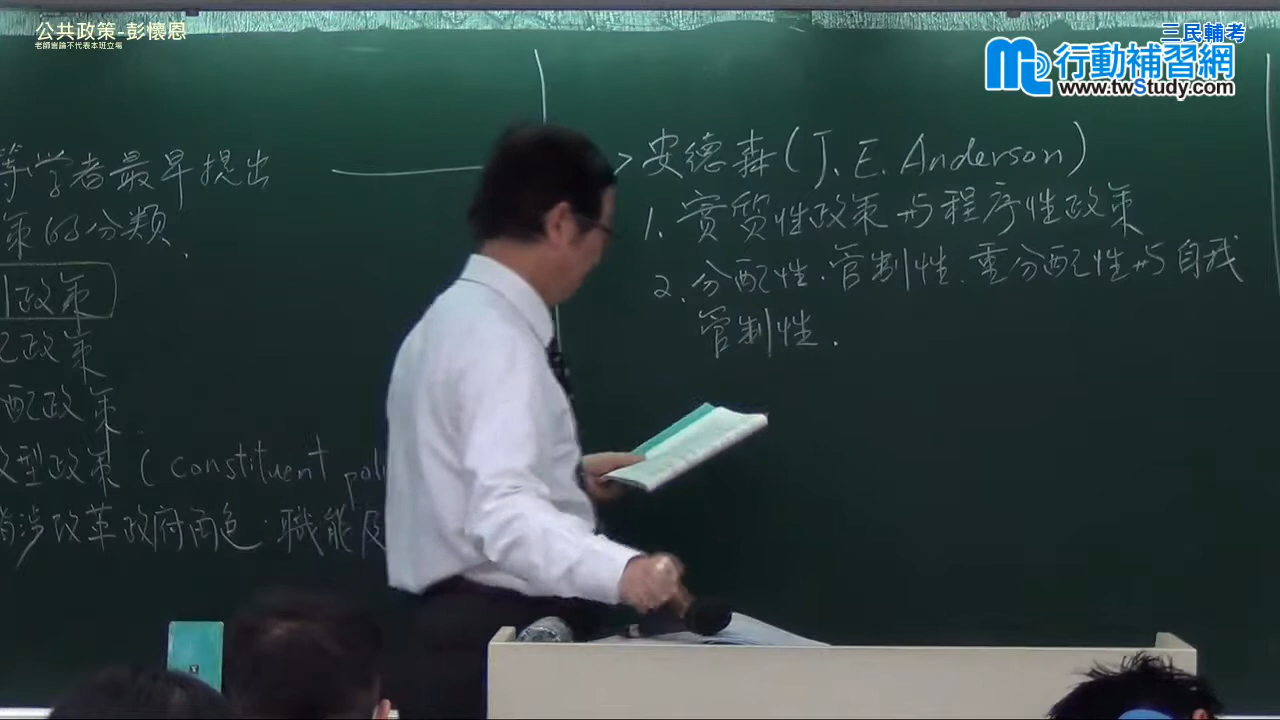 公共政策-彭懷恩
老師言論不代表本班立場
三民輔考
行動補習網
www.twStudy.com
等学者最早提出
策的分類.
政策
政策
配政策
型政策 (constituent pol
涉改革政府角色、職能及
安德森(J. E. Anderson)
1. 實質性政策与程序性政策
2. 分配性、管制性、重分配性与自我
管制性.